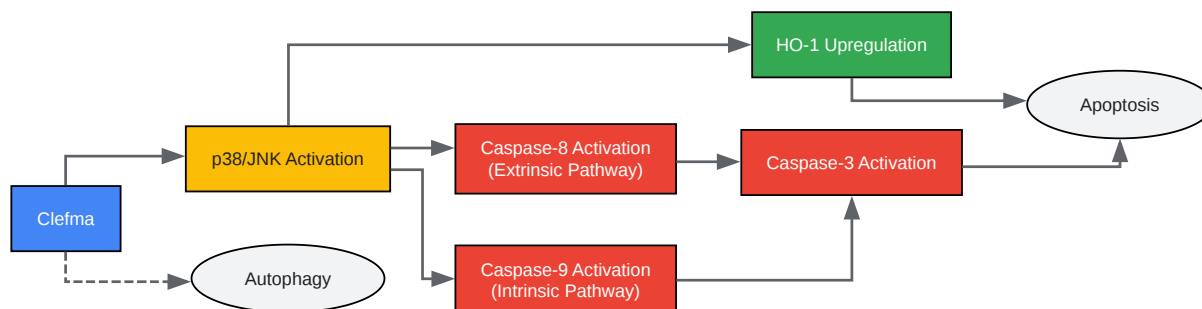 HO-1 Upregulation
Apoptosis
p38/JNK Activation
Caspase-8 Activation
(Extrinsic Pathway)
Caspase-3 Activation
Clefma
Autophagy
Caspase-9 Activation
(Intrinsic Pathway)